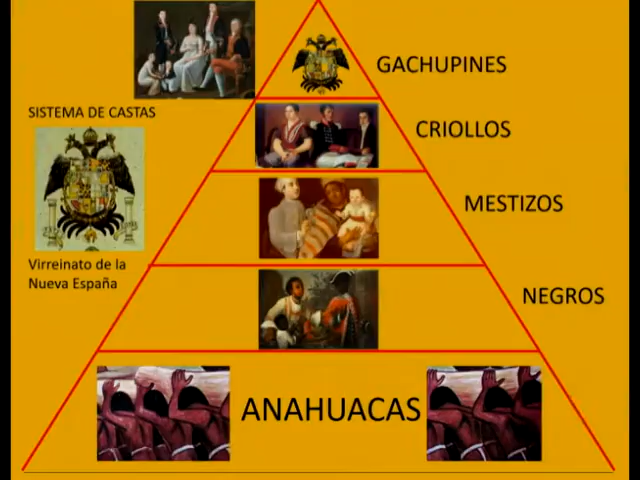 GACHUPINES
SISTEMA DE CASTAS
CRIOLLOS
MESTIZOS
Virreinato de la
Nueva España
NEGROS
ANAHUACAS